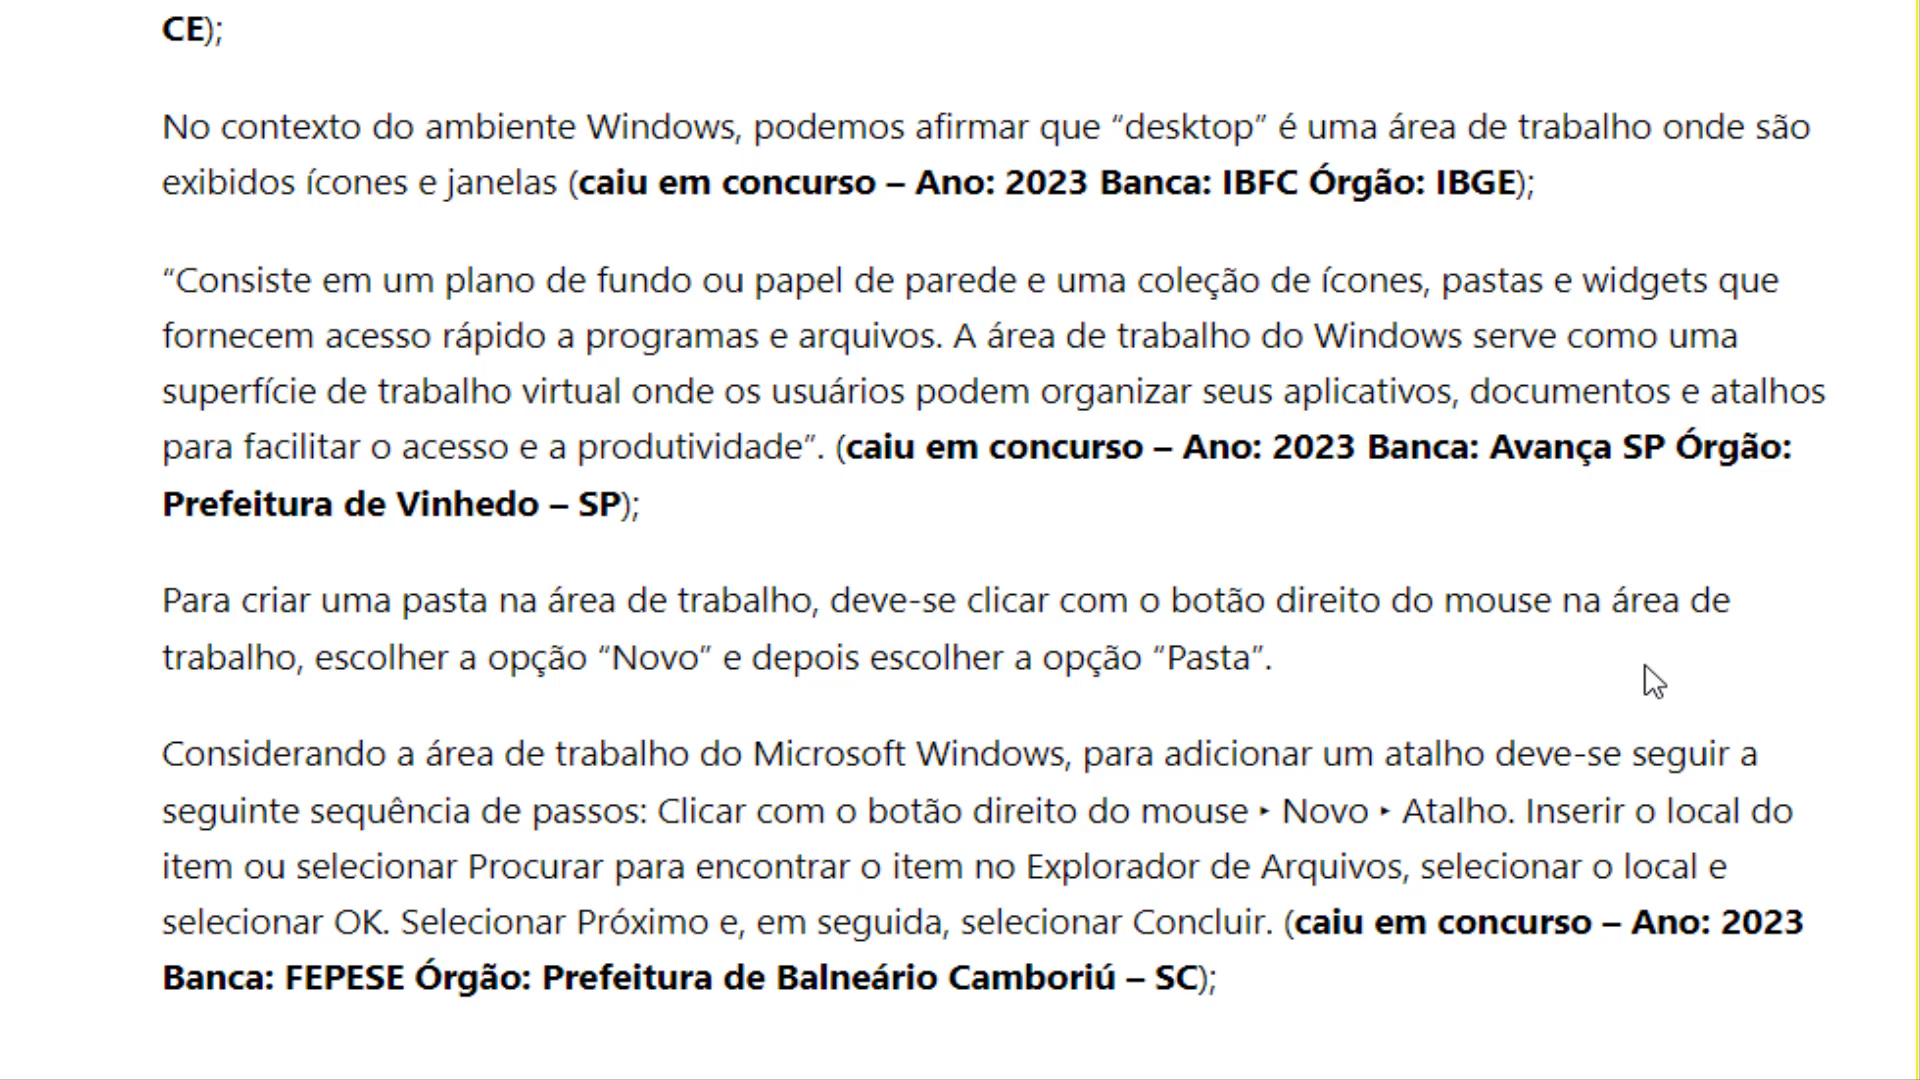 CE);
No contexto do ambiente Windows, podemos afirmar que “desktop” é uma área de trabalho onde são
exibidos ícones e janelas (caiu em concurso – Ano: 2023 Banca: IBFC Órgão: IBGE);
“Consiste em um plano de fundo ou papel de parede e uma coleção de ícones, pastas e widgets que
fornecem acesso rápido a programas e arquivos. A área de trabalho do Windows serve como uma
superfície de trabalho virtual onde os usuários podem organizar seus aplicativos, documentos e atalhos
para facilitar o acesso e a produtividade”. (caiu em concurso – Ano: 2023 Banca: Avança SP Órgão:
Prefeitura de Vinhedo – SP);
Para criar uma pasta na área de trabalho, deve-se clicar com o botão direito do mouse na área de
trabalho, escolher a opção “Novo” e depois escolher a opção “Pasta”.
Considerando a área de trabalho do Microsoft Windows, para adicionar um atalho deve-se seguir a
seguinte sequência de passos: Clicar com o botão direito do mouse ‣ Novo ‣ Atalho. Inserir o local do
item ou selecionar Procurar para encontrar o item no Explorador de Arquivos, selecionar o local e
selecionar OK. Selecionar Próximo e, em seguida, selecionar Concluir. (caiu em concurso – Ano: 2023
Banca: FEPESE Órgão: Prefeitura de Balneário Camboriú – SC);